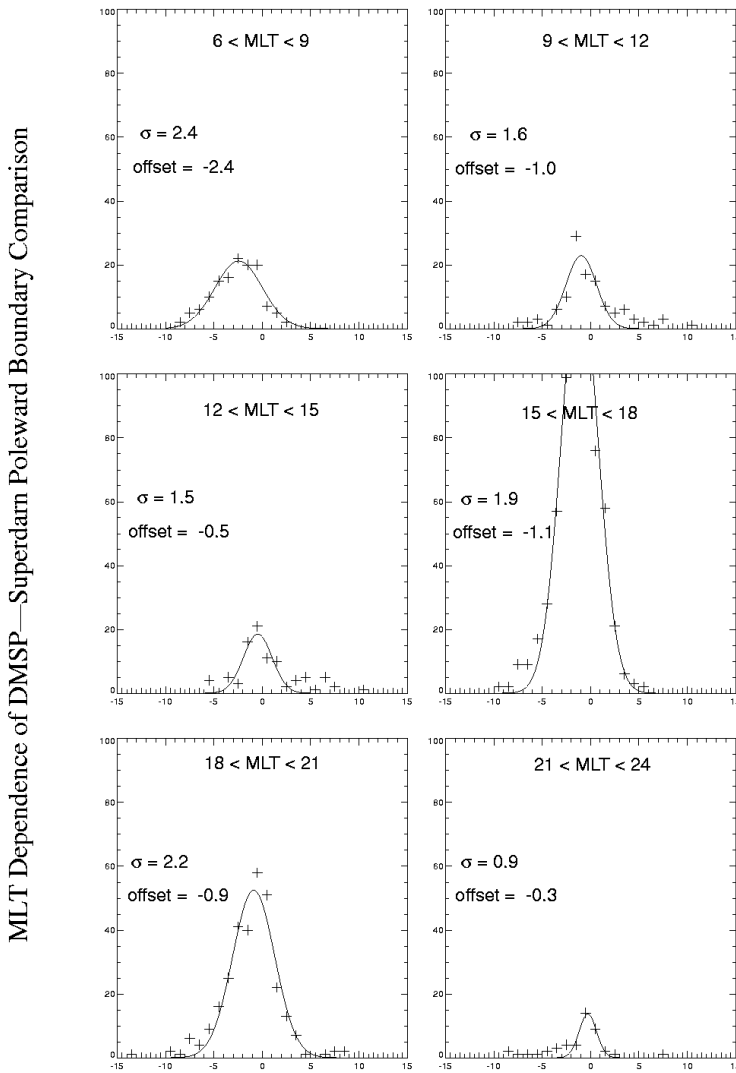 MLT Dependence of DMSP—Superdarn Poleward Boundary Comparison
6 < MLT < 9
σ = 2.4
offset = -2.4
100
80
60
40
20
0
-15 -10 -5 0 5 10 15
9 < MLT < 12
σ = 1.6
offset = -1.0
100
80
60
40
20
0
-15 -10 -5 0 5 10 15
12 < MLT < 15
σ = 1.5
offset = -0.5
100
80
60
40
20
0
-15 -10 -5 0 5 10 15
15 < MLT < 18
σ = 1.9
offset = -1.1
100
80
60
40
20
0
-15 -10 -5 0 5 10 15
18 < MLT < 21
σ = 2.2
offset = -0.9
100
80
60
40
20
0
-15 -10 -5 0 5 10 15
21 < MLT < 24
σ = 0.9
offset = -0.3
100
80
60
40
20
0
-15 -10 -5 0 5 10 15